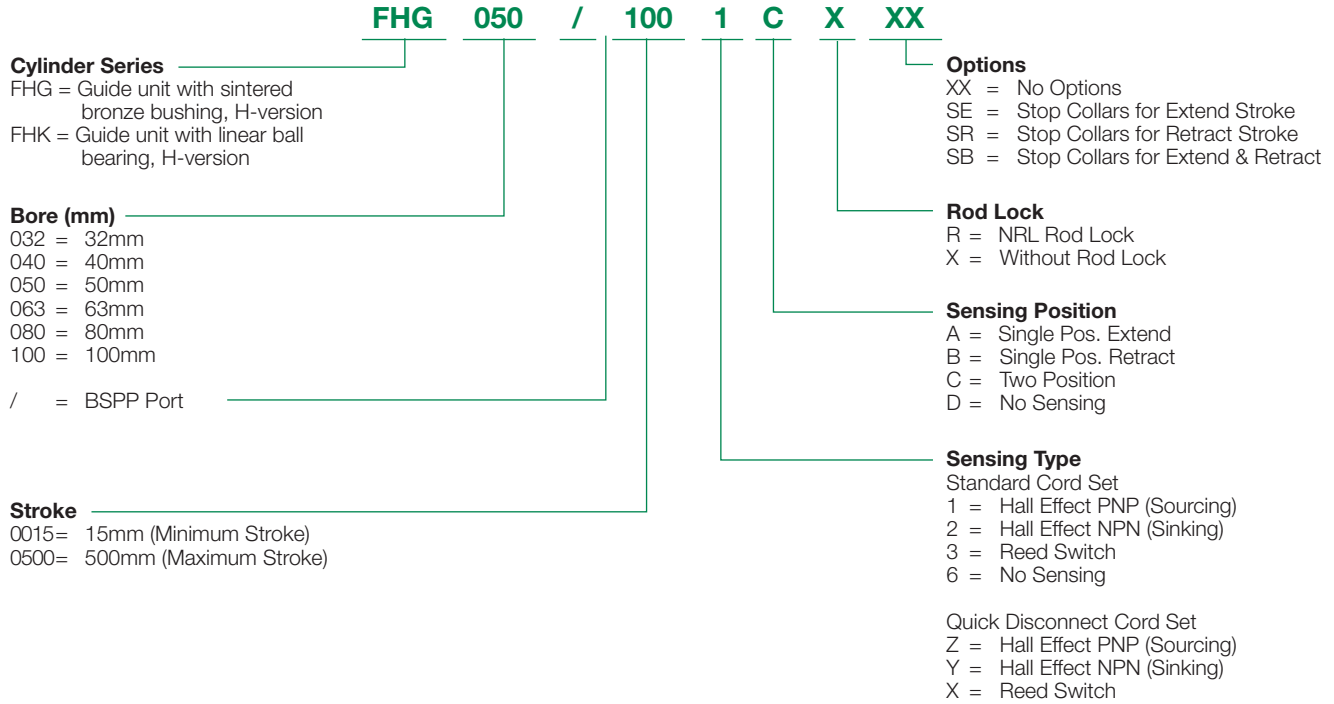 FHG 050 / 100 1 C X XX
Cylinder Series
FHG = Guide unit with sintered
bronze bushing, H-version
FHK = Guide unit with linear ball
bearing, H-version
Bore (mm)
032 = 32mm
040 = 40mm
050 = 50mm
063 = 63mm
080 = 80mm
100 = 100mm
/ = BSPP Port
Stroke
0015= 15mm (Minimum Stroke)
0500= 500mm (Maximum Stroke)
Options
XX = No Options
SE = Stop Collars for Extend Stroke
SR = Stop Collars for Retract Stroke
SB = Stop Collars for Extend & Retract
Rod Lock
R = NRL Rod Lock
X = Without Rod Lock
Sensing Position
A = Single Pos. Extend
B = Single Pos. Retract
C = Two Position
D = No Sensing
Sensing Type
Standard Cord Set
1 = Hall Effect PNP (Sourcing)
2 = Hall Effect NPN (Sinking)
3 = Reed Switch
6 = No Sensing
Quick Disconnect Cord Set
Z = Hall Effect PNP (Sourcing)
Y = Hall Effect NPN (Sinking)
X = Reed Switch